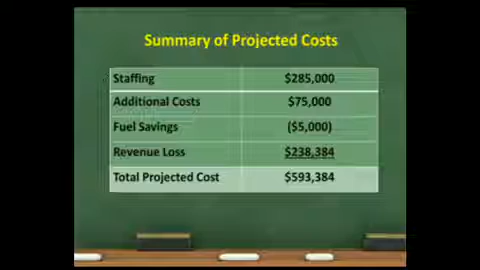 Summary of Projected Costs
Staffing $285,000
Additional Costs $75,000
Fuel Savings ($5,000)
Revenue Loss $238,384
Total Projected Cost $593,384